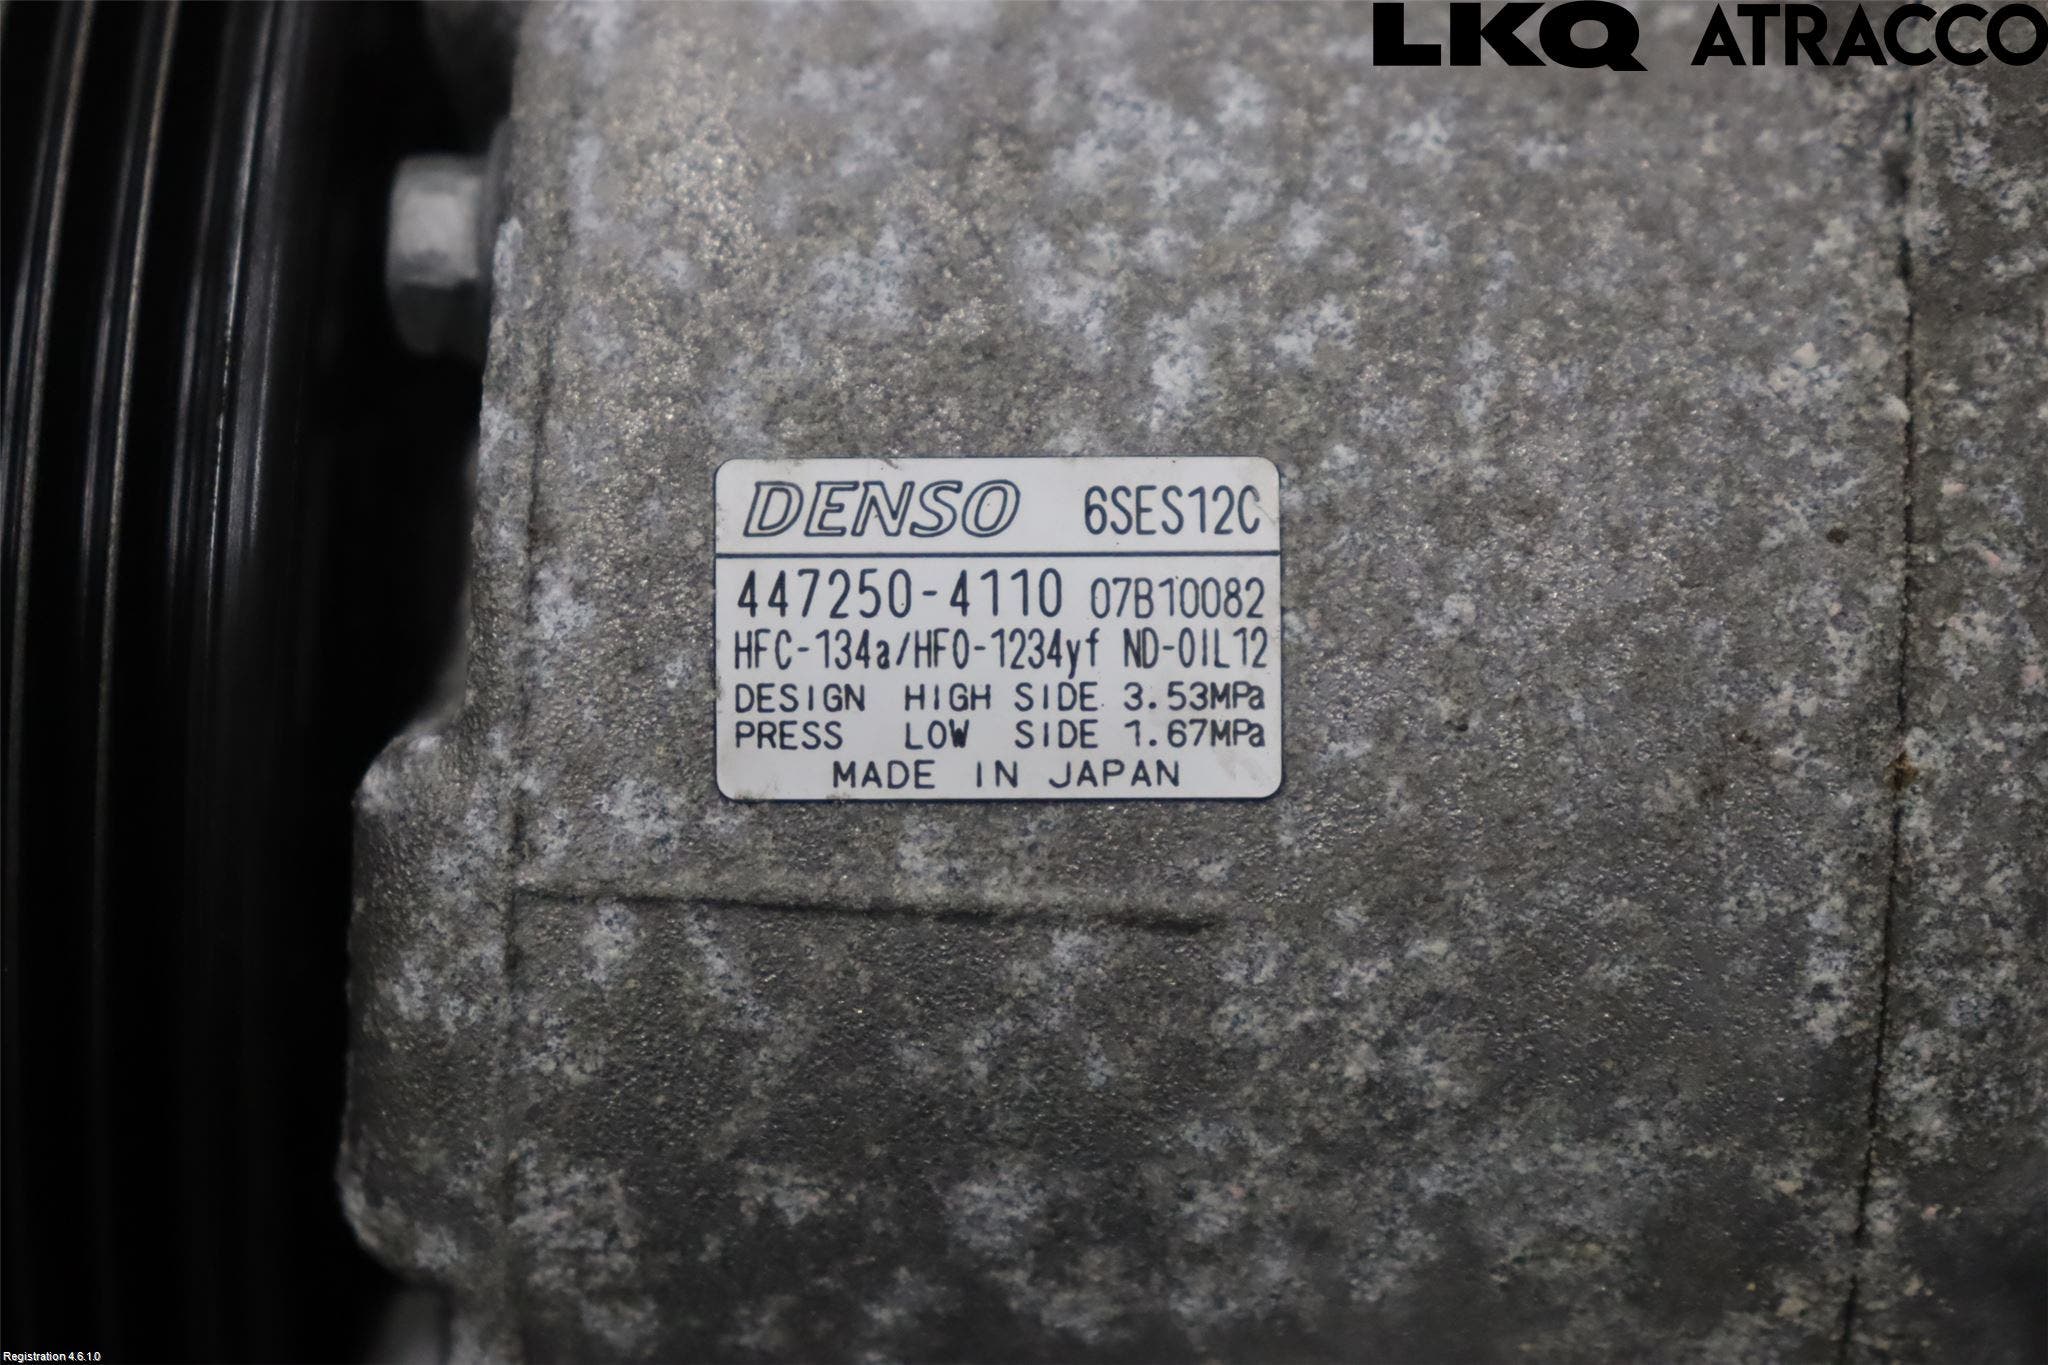 LKQ ATRACCO
DENSO 6SES12C
447250-4110 07B10082
HFC-134a/HFO-1234yf ND-OIL12
DESIGN HIGH SIDE 3.53MPa
PRESS LOW SIDE 1.67MPa
MADE IN JAPAN
Registration 4.6.1.0